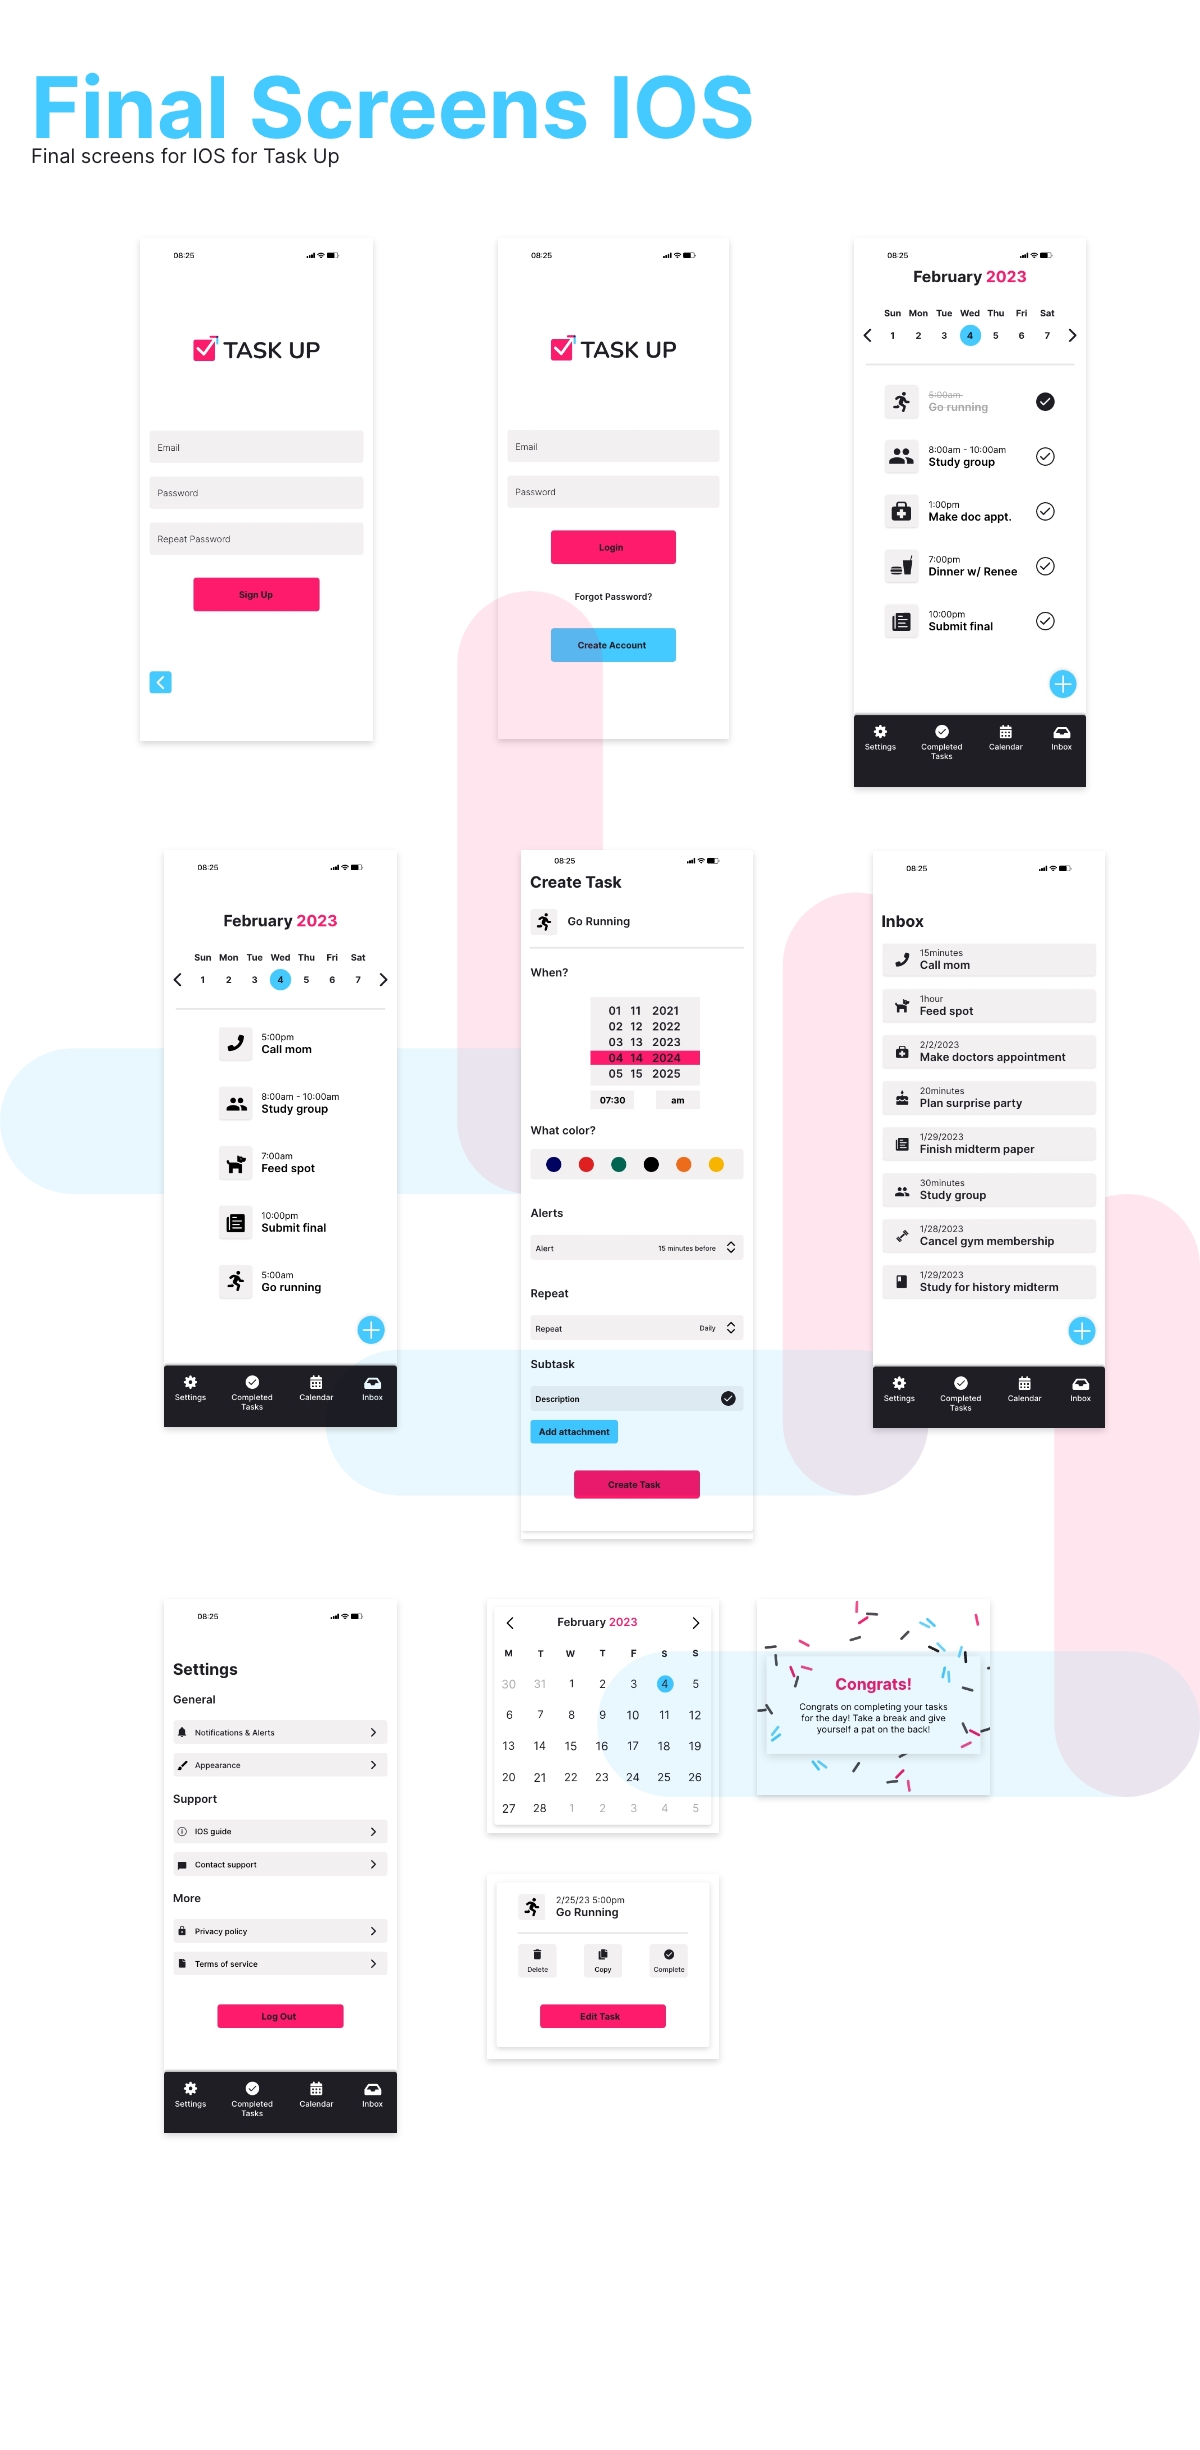 Final Screens IOS
Final screens for IOS for Task Up
08:25
TASK UP
Email
Password
Repeat Password
Sign Up
08:25
TASK UP
Email
Password
Login
Forgot Password?
Create Account
08:25
February 2023
Sun Mon Tue Wed Thu Fri Sat
1 2 3 4 5 6 7
5:00am
Go running
8:00am - 10:00am
Study group
1:00pm
Make doc appt.
7:00pm
Dinner w/ Renee
10:00pm
Submit final
Settings Completed Calendar Inbox
Tasks
08:25
February 2023
Sun Mon Tue Wed Thu Fri Sat
1 2 3 4 5 6 7
5:00pm
Call mom
8:00am - 10:00am
Study group
7:00am
Feed spot
10:00pm
Submit final
5:00am
Go running
Settings Completed Calendar Inbox
Tasks
08:25
Create Task
Go Running
When?
01 11 2021
02 12 2022
03 13 2023
04 14 2024
05 15 2025
07:30 am
What color?
Alerts
Alert 15 minutes before
Repeat
Repeat Daily
Subtask
Description
Add attachment
Create Task
08:25
Inbox
15minutes
Call mom
1hour
Feed spot
2/2/2023
Make doctors appointment
20minutes
Plan surprise party
1/29/2023
Finish midterm paper
30minutes
Study group
1/28/2023
Cancel gym membership
1/29/2023
Study for history midterm
Settings Completed Calendar Inbox
Tasks
08:25
Settings
General
Notifications & Alerts
Appearance
Support
IOS guide
Contact support
More
Privacy policy
Terms of service
Log Out
Settings Completed Calendar Inbox
Tasks
February 2023
M T W T F S S
30 31 1 2 3 4 5
6 7 8 9 10 11 12
13 14 15 16 17 18 19
20 21 22 23 24 25 26
27 28 1 2 3 4 5
Congrats!
Congrats on completing your tasks
for the day! Take a break and give
yourself a pat on the back!
2/25/23 5:00pm
Go Running
Delete Copy Complete
Edit Task